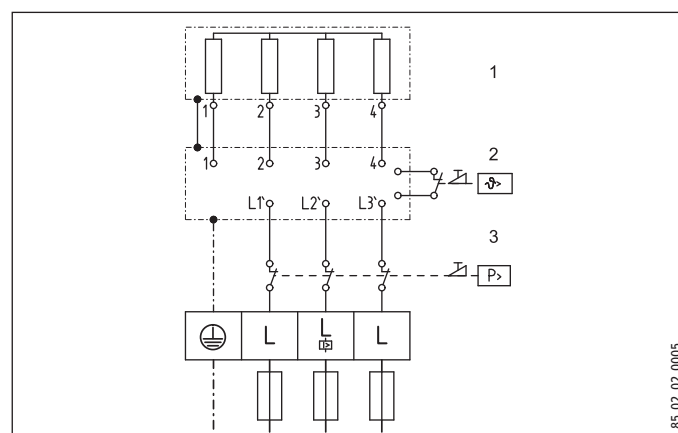 1
1 2 3 4
1 2 3 4
2
ϑ>
L1` L2` L3`
3
P>
L L L
I>
85.02.02.0005